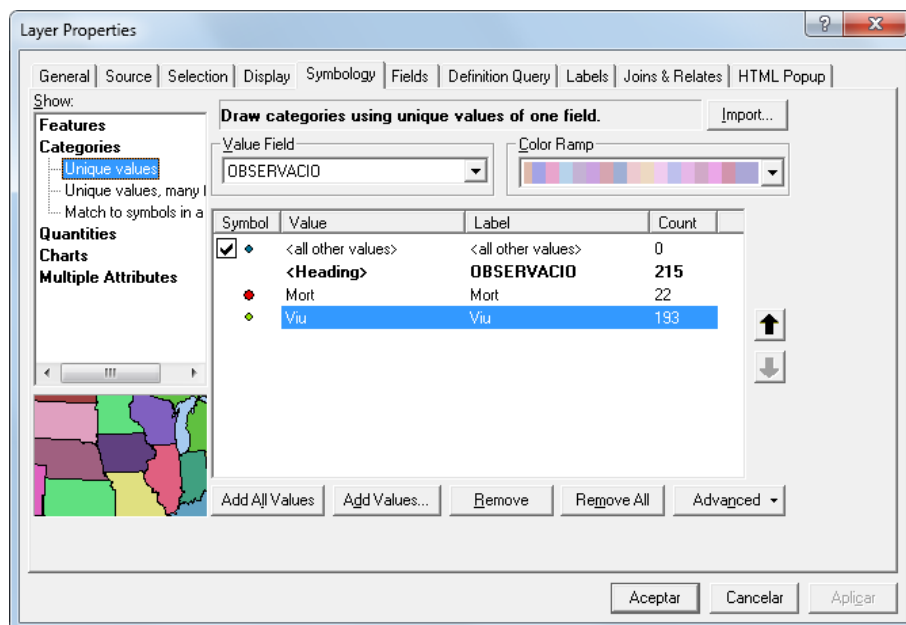 Layer Properties
General Source Selection Display Symbology Fields Definition Query Labels Joins & Relates HTML Popup
Show:
Features
Categories
Unique values
Unique values, many
Match to symbols in a
Quantities
Charts
Multiple Attributes
Draw categories using unique values of one field.
Import...
Value Field
OBSERVACIO
Color Ramp
Symbol Value Label Count
<all other values> <all other values> 0
<Heading> OBSERVACIO 215
Mort Mort 22
Viu Viu 193
Add All Values Add Values... Remove Remove All Advanced
Aceptar Cancelar Aplicar